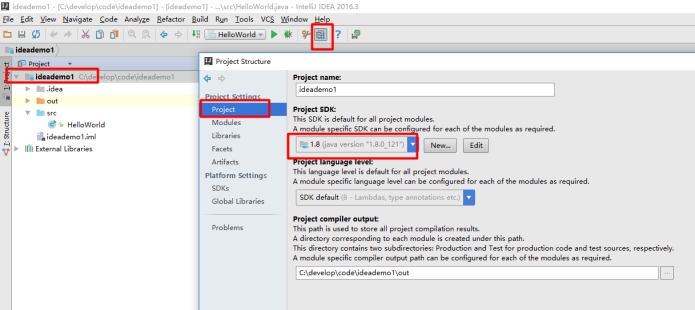 ideademo1 - [C:\develop\code\ideademo1] - [ideademo1] - ...\src\HelloWorld.java - IntelliJ IDEA 2016.3
File Edit View Navigate Code Analyze Refactor Build Run Tools VCS Window Help
HelloWorld
ideademo1
Project
ideademo1 C:\develop\code\ideademo1
.idea
out
src
HelloWorld
ideademo1.iml
External Libraries
1: Project
7: Structure
Project Structure
Project Settings
Project
Modules
Libraries
Facets
Artifacts
Platform Settings
SDKs
Global Libraries
Problems
Project name:
ideademo1
Project SDK:
This SDK is default for all project modules.
A module specific SDK can be configured for each of the modules as required.
1.8 (java version "1.8.0_121") New... Edit
Project language level:
This language level is default for all project modules.
A module specific language level can be configured for each of the modules as required.
SDK default (8 - Lambdas, type annotations etc.)
Project compiler output:
This path is used to store all project compilation results.
A directory corresponding to each module is created under this path.
This directory contains two subdirectories: Production and Test for production code and test sources, respectively.
A module specific compiler output path can be configured for each of the modules as required.
C:\develop\code\ideademo1\out
...